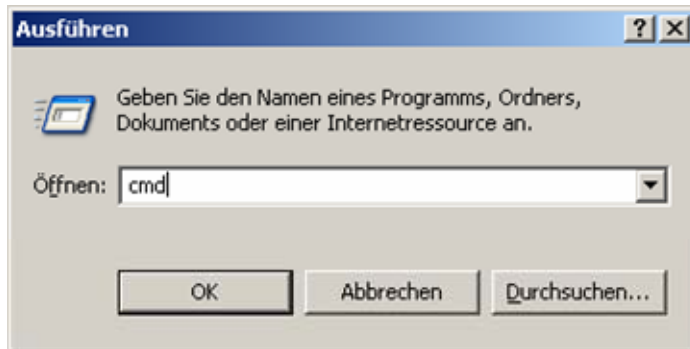 Ausführen
Geben Sie den Namen eines Programms, Ordners,
Dokuments oder einer Internetressource an.
Öffnen: cmd
OK Abbrechen Durchsuchen...